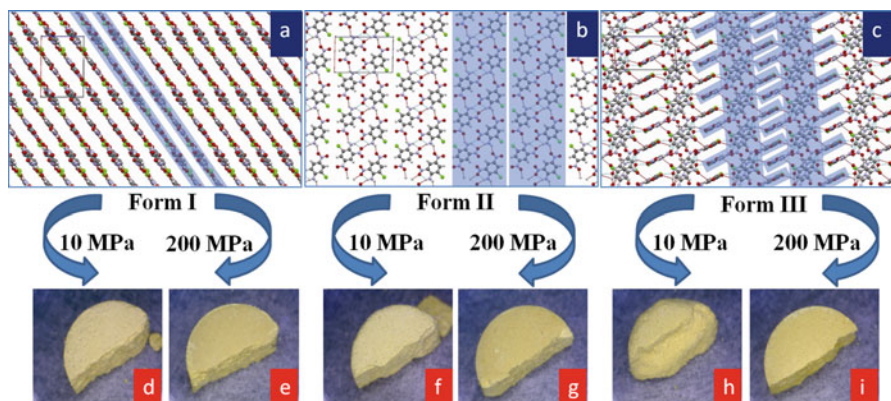 a
b
c
Form I
Form II
Form III
10 MPa
200 MPa
10 MPa
200 MPa
10 MPa
200 MPa
d
e
f
g
h
i